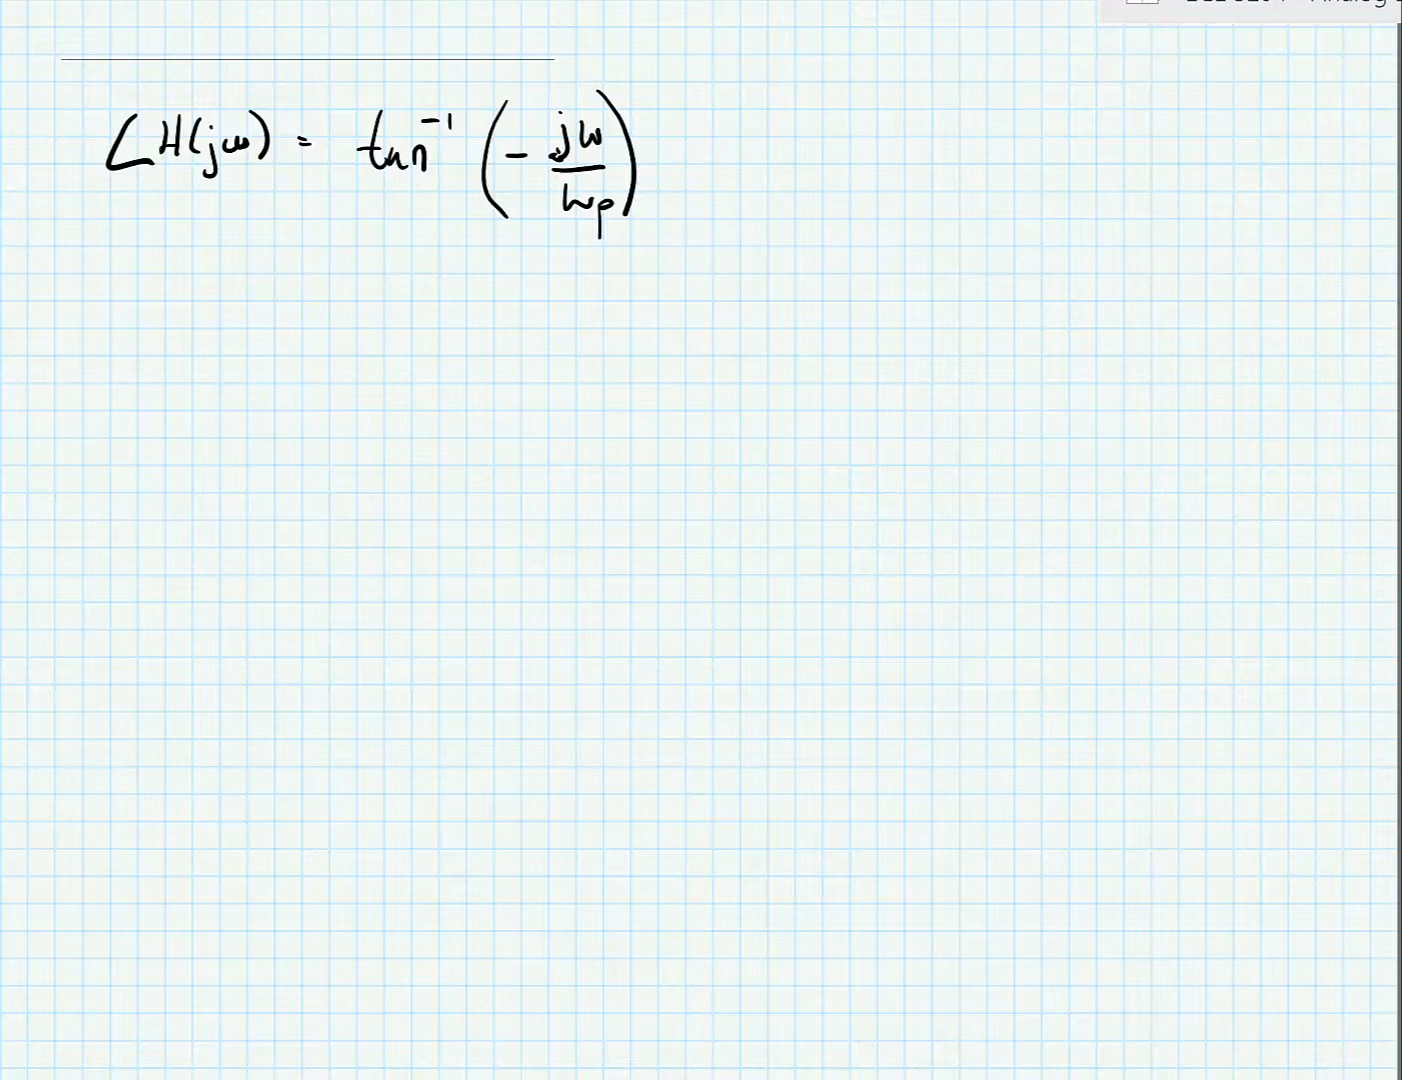 ∠H(jω) = tan⁻¹ (- jω/ωp)